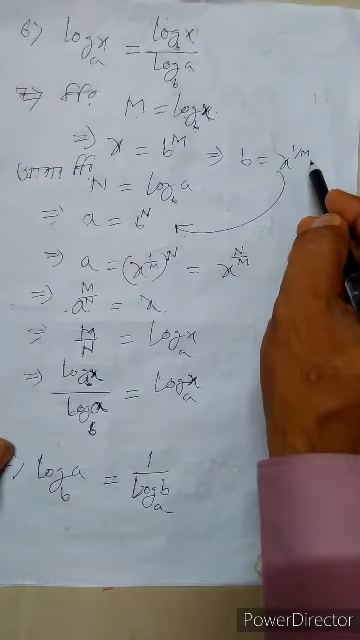 6) log_a x = log_b x / log_b a
⇒ ধরি M = log_b x
⇒ x = b^M ⇒ b = x^{1/M}
আবার ধরি N = log_b a
⇒ a = b^N
⇒ a = (x^{1/M})^N = x^{N/M}
⇒ a^{M/N} = x
⇒ M/N = log_a x
⇒ log_b x / log_b a = log_a x
log_b a = 1 / log_a b
PowerDirector